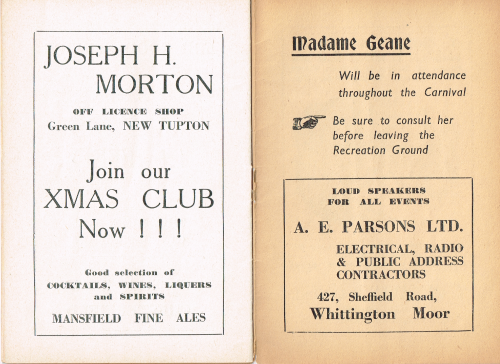 JOSEPH H.
MORTON
OFF LICENCE SHOP
Green Lane, NEW TUPTON
Join our
XMAS CLUB
Now ! ! !
Good selection of
COCKTAILS, WINES, LIQUERS
and SPIRITS
MANSFIELD FINE ALES
Madame Geane
Will be in attendance
throughout the Carnival
Be sure to consult her
before leaving the
Recreation Ground
LOUD SPEAKERS
FOR ALL EVENTS
A. E. PARSONS LTD.
ELECTRICAL, RADIO
& PUBLIC ADDRESS
CONTRACTORS
427, Sheffield Road,
Whittington Moor